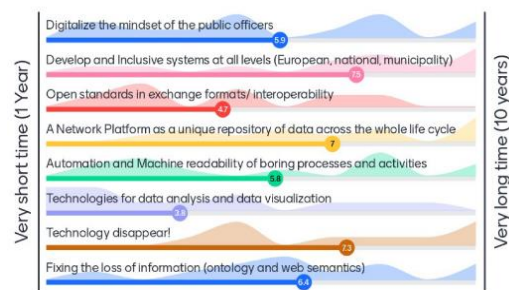 Digitalize the mindset of the public officers
5.9
Develop and Inclusive systems at all levels (European, national, municipality)
7.5
Open standards in exchange formats/ interoperability
4.7
A Network Platform as a unique repository of data across the whole life cycle
7
Automation and Machine readability of boring processes and activities
5.8
Technologies for data analysis and data visualization
3.8
Technology disappear!
7.3
Fixing the loss of information (ontology and web semantics)
6.4
Very short time (1 Year)
Very long time (10 years)